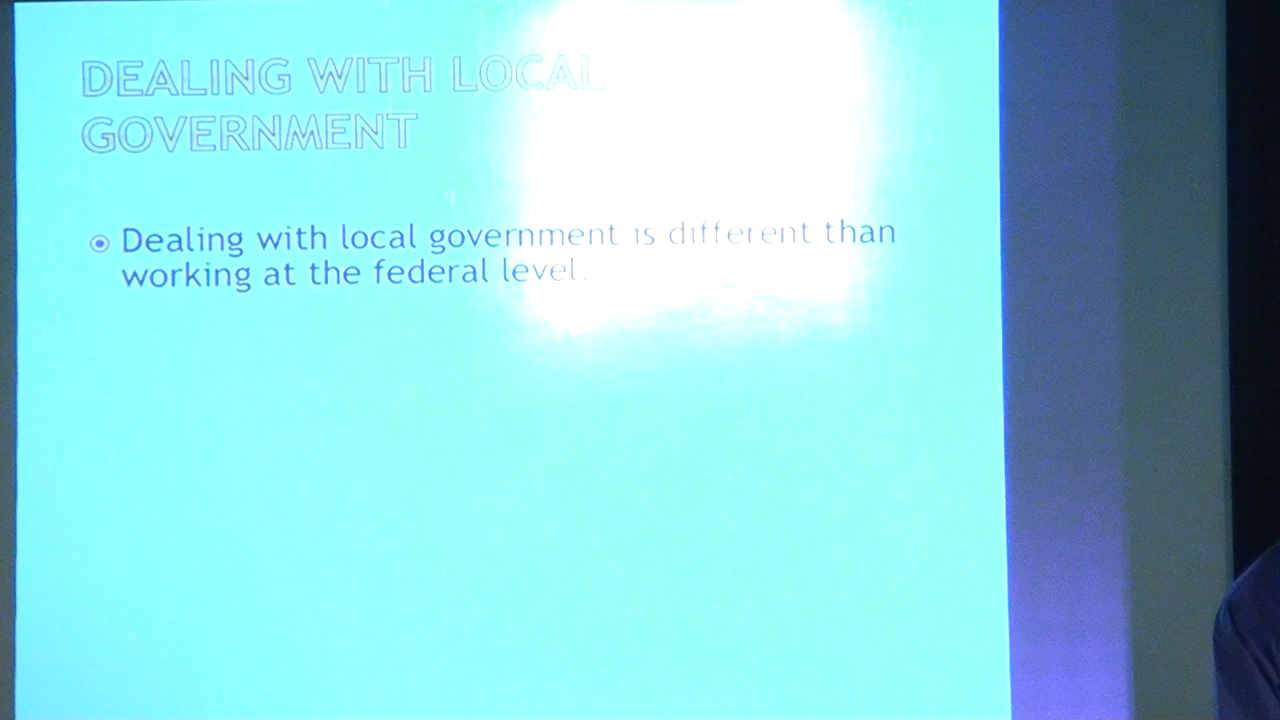 DEALING WITH LOCAL
GOVERNMENT
Dealing with local government is different than
working at the federal level.